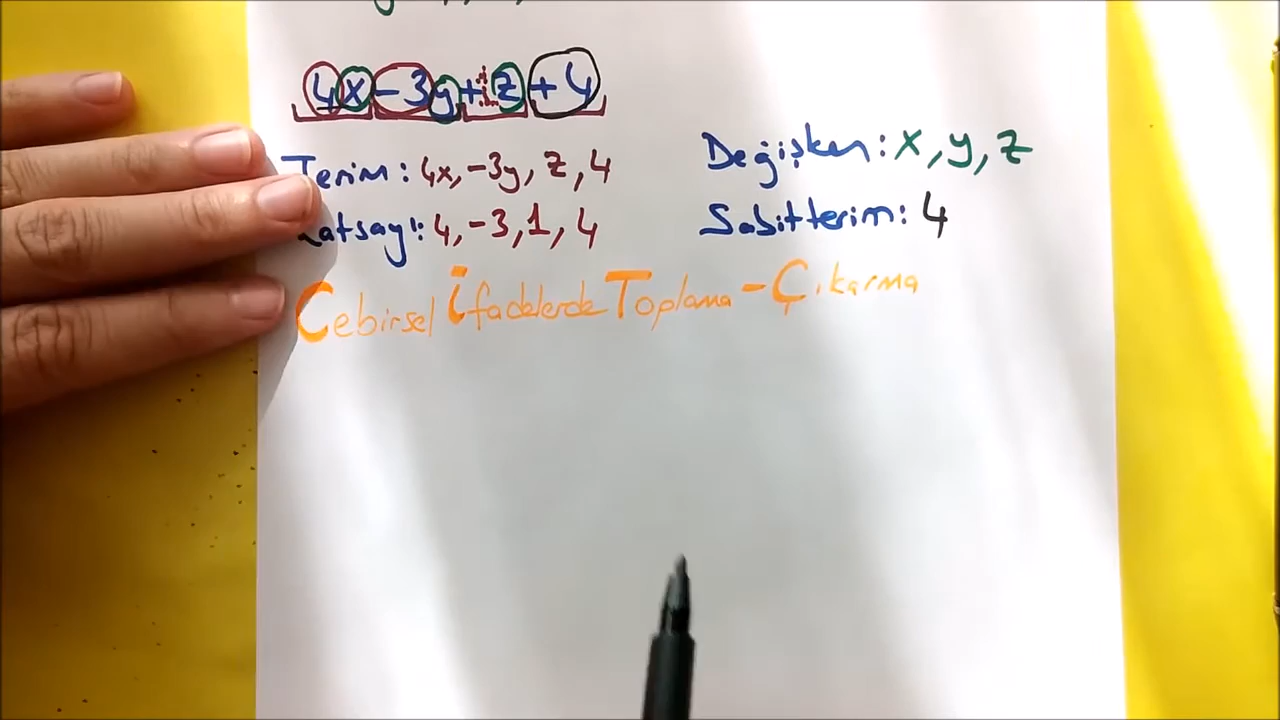 4x-3y+z+4
Terim: 4x, -3y, z, 4
Katsayı: 4, -3, 1, 4
Değişken: x, y, z
Sabit terim: 4
Cebirsel İfadelerde Toplama - Çıkarma